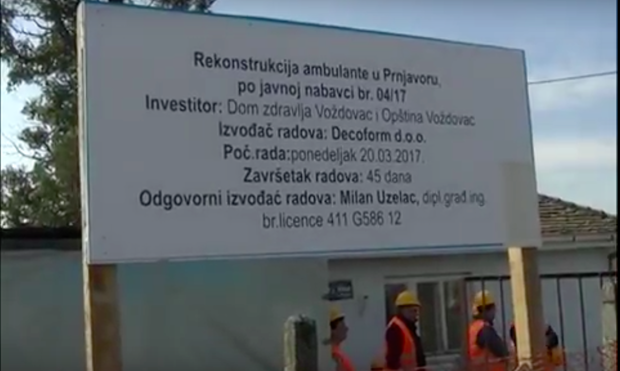 Rekonstrukcija ambulante u Prnjavoru,
po javnoj nabavci br. 04/17
Investitor: Dom zdravlja Voždovac i Opština Voždovac
Izvođač radova: Decoform d.o.o.
Poč.rada:ponedeljak 20.03.2017.
Završetak radova: 45 dana
Odgovorni izvođač radova: Milan Uzelac, dipl.građ.ing.
br.licence 411 G586 12